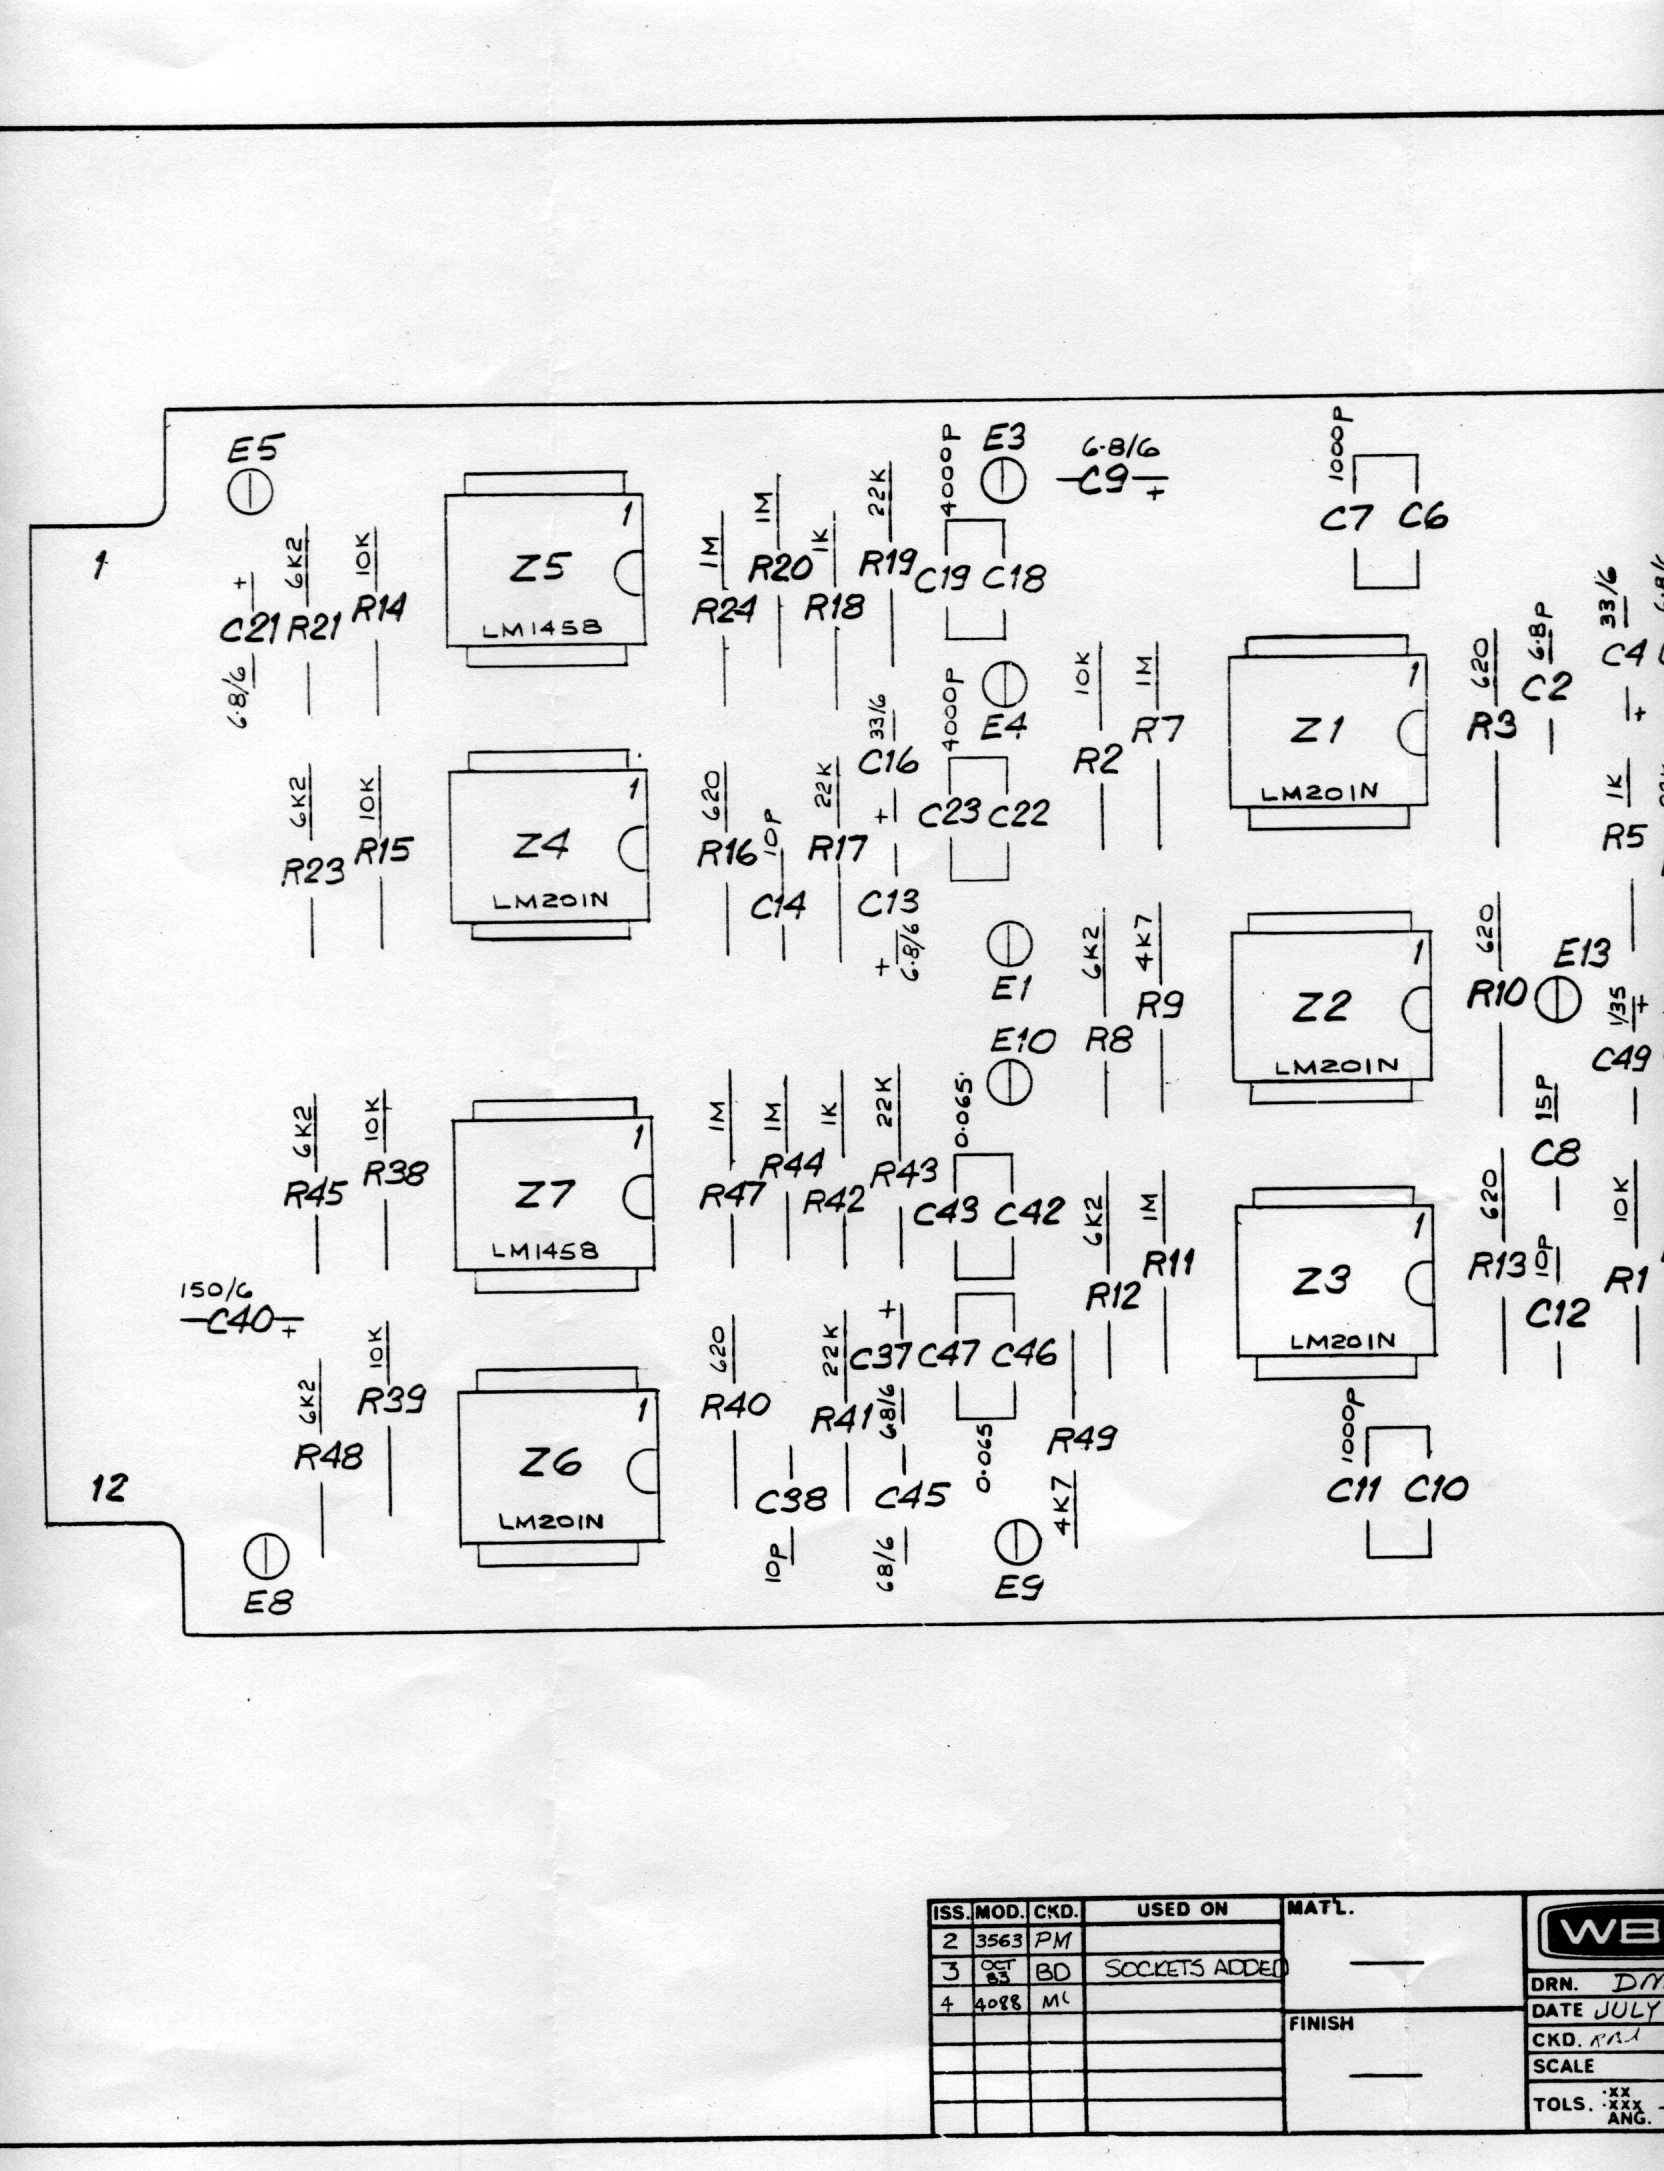 E5
E3
6.8/6
C9
+
4000P
1000P
C7 C6
1
+
C21
6.8/6
6K2
R21
10K
R14
1
Z5
LM1458
1M
R24
1M
R20
1K
R18
22K
R19
C19 C18
E4
10K
R2
1M
R7
1
Z1
LM201N
620
R3
6.8P
C2
33/6
C4
+
6K2
R23
10K
R15
1
Z4
LM201N
620
R16
10P
C14
22K
R17
33/6
C16
+
C13
+
6.8/6
4000P
C23 C22
1K
R5
E1
6K2
R8
4K7
R9
1
Z2
LM201N
620
R10
E13
1/35
+
C49
E10
6K2
R45
10K
R38
1
Z7
LM1458
1M
R47
1M
R44
1K
R42
22K
R43
0.065
C43 C42
6K2
R12
1M
R11
1
Z3
LM201N
620
R13
15P
C8
10P
C12
10K
R1
150/6
C40
+
6K2
R48
10K
R39
1
Z6
LM201N
620
R40
22K
R41
+
C37
C47 C46
0.065
R49
4K7
C38
10P
C45
68/6
1000P
C11 C10
12
E8
E9
ISS. MOD. CKD. USED ON MAT'L.
2 3563 PM
3 OCT 83 BD SOCKETS ADDED
4 4088
FINISH
WB
DRN.
DATE JULY
CKD.
SCALE
TOLS. .XX
.XXX
ANG.